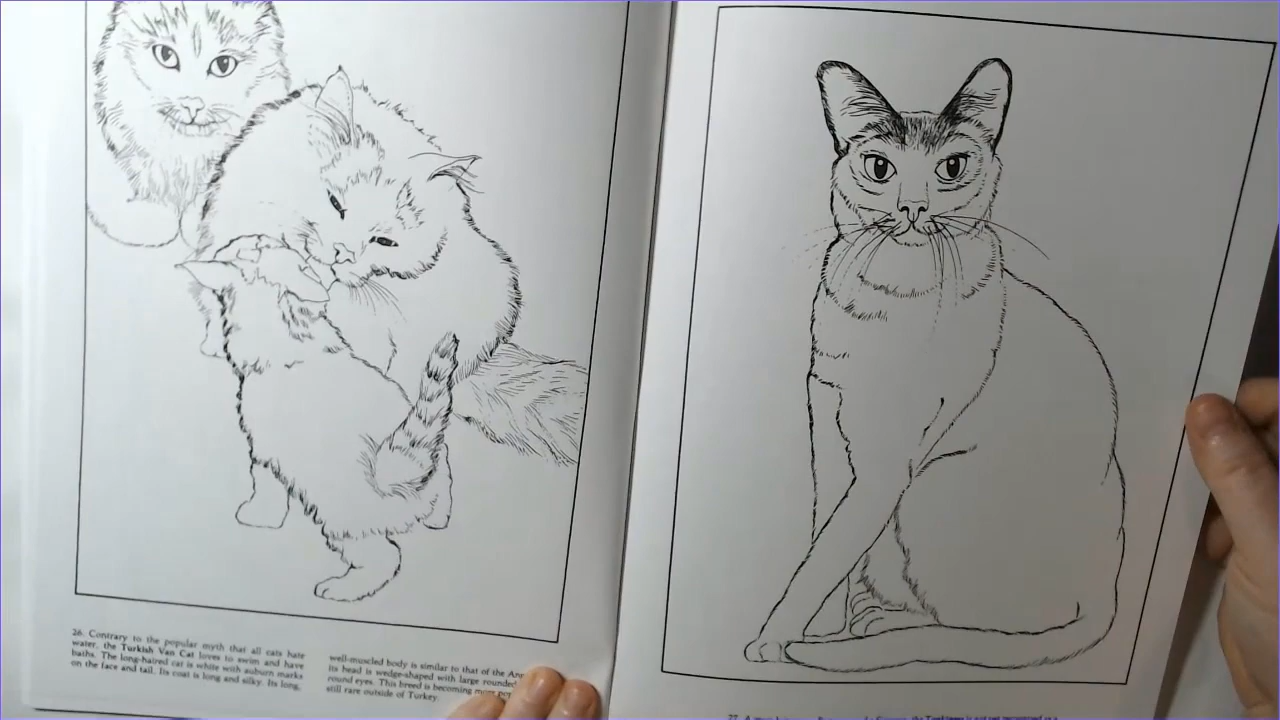 26. Contrary to the popular myth that all cats hate
water, the Turkish Van Cat loves to swim and have
baths. The long-haired cat is white with auburn marks
on the face and tail. Its coat is long and silky. Its long,
well-muscled body is similar to that of the
its head is wedge-shaped with large rounded
round eyes. This breed is becoming more
still rare outside of Turkey.
27. A